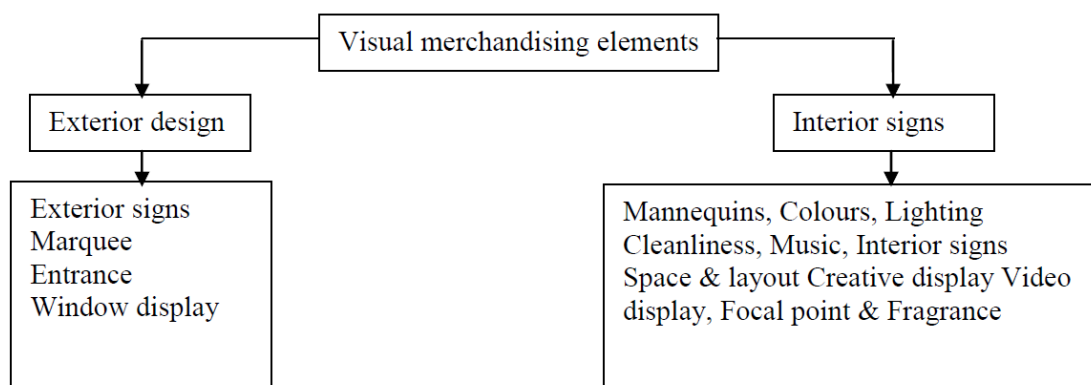 Visual merchandising elements
Exterior design
Interior signs
Exterior signs
Marquee
Entrance
Window display
Mannequins, Colours, Lighting
Cleanliness, Music, Interior signs
Space & layout Creative display Video
display, Focal point & Fragrance